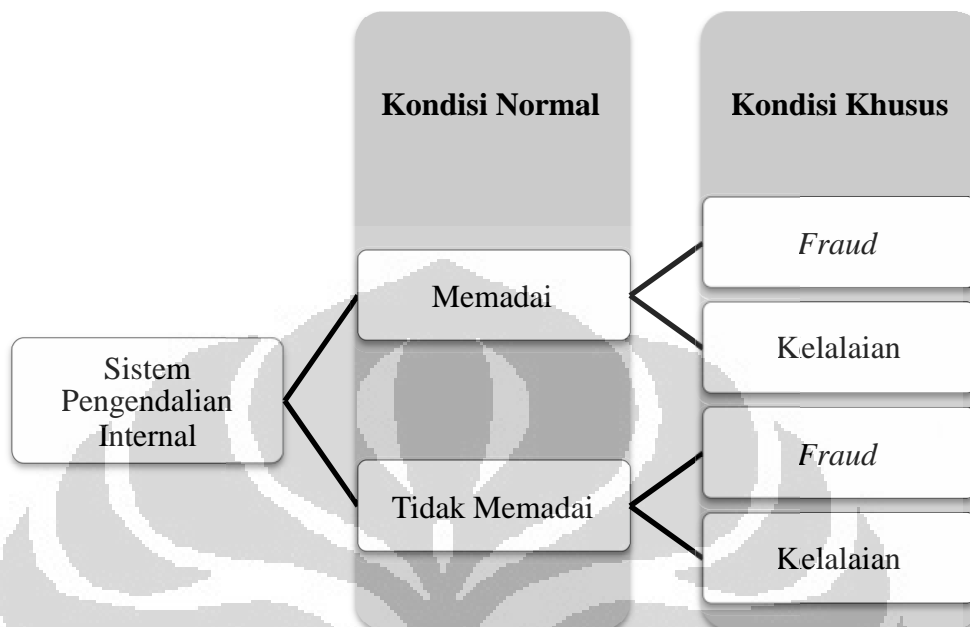 Kondisi Normal
Kondisi Khusus
Sistem
Pengendalian
Internal
Memadai
Fraud
Kelalaian
Tidak Memadai
Fraud
Kelalaian